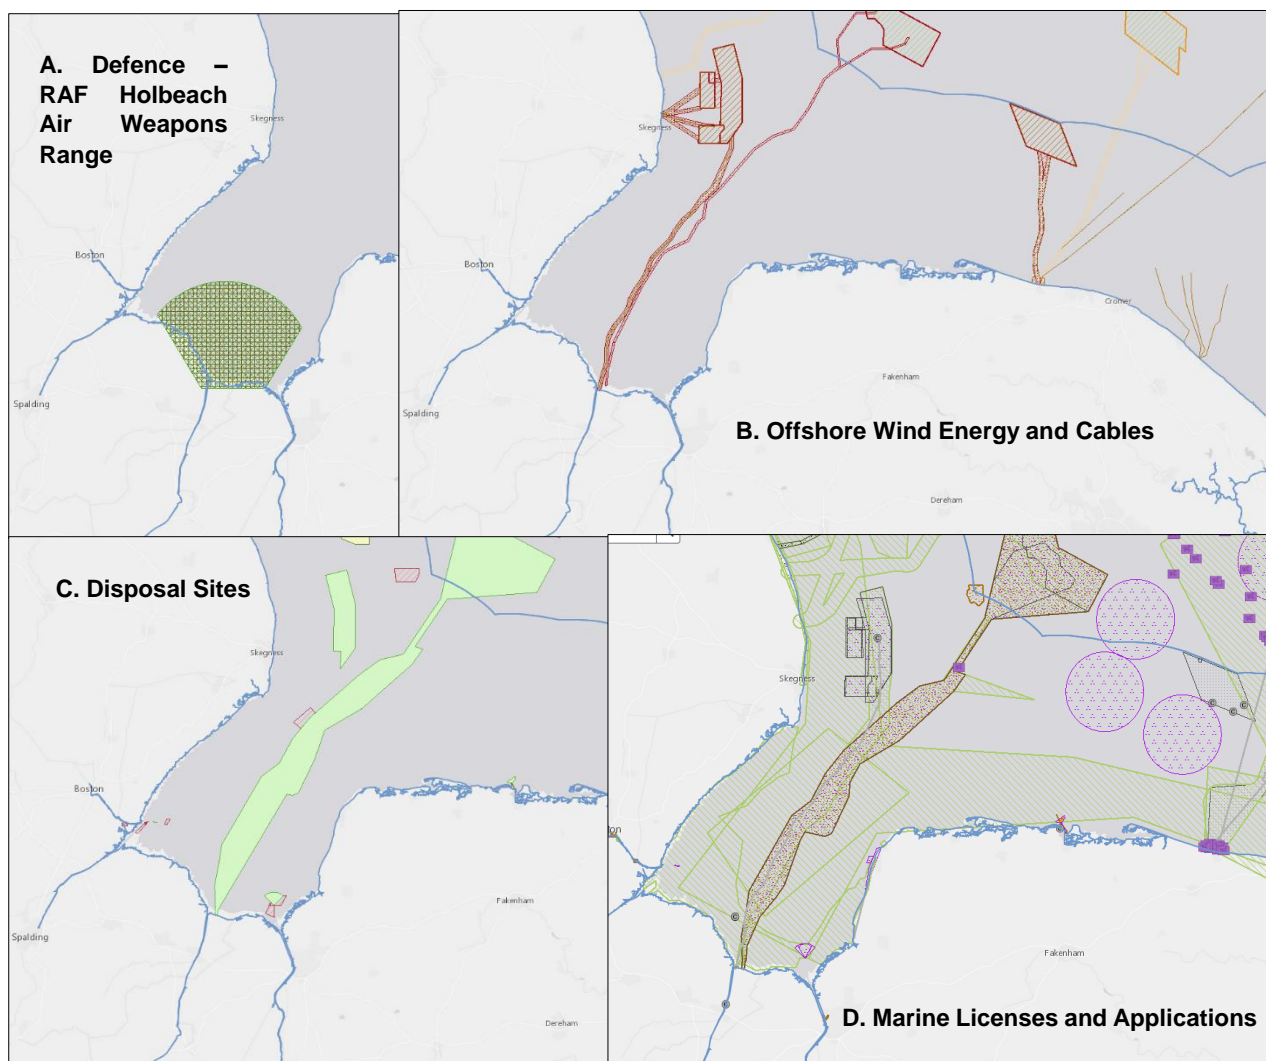 A. Defence –
RAF Holbeach
Air Weapons
Range
Skegness
Boston
Spalding
Skegness
Boston
Spalding
Cromer
Fakenham
B. Offshore Wind Energy and Cables
Dereham
C. Disposal Sites
Skegness
Boston
Fakenham
Spalding
Dereham
Skegness
on
Fakenham
D. Marine Licenses and Applications